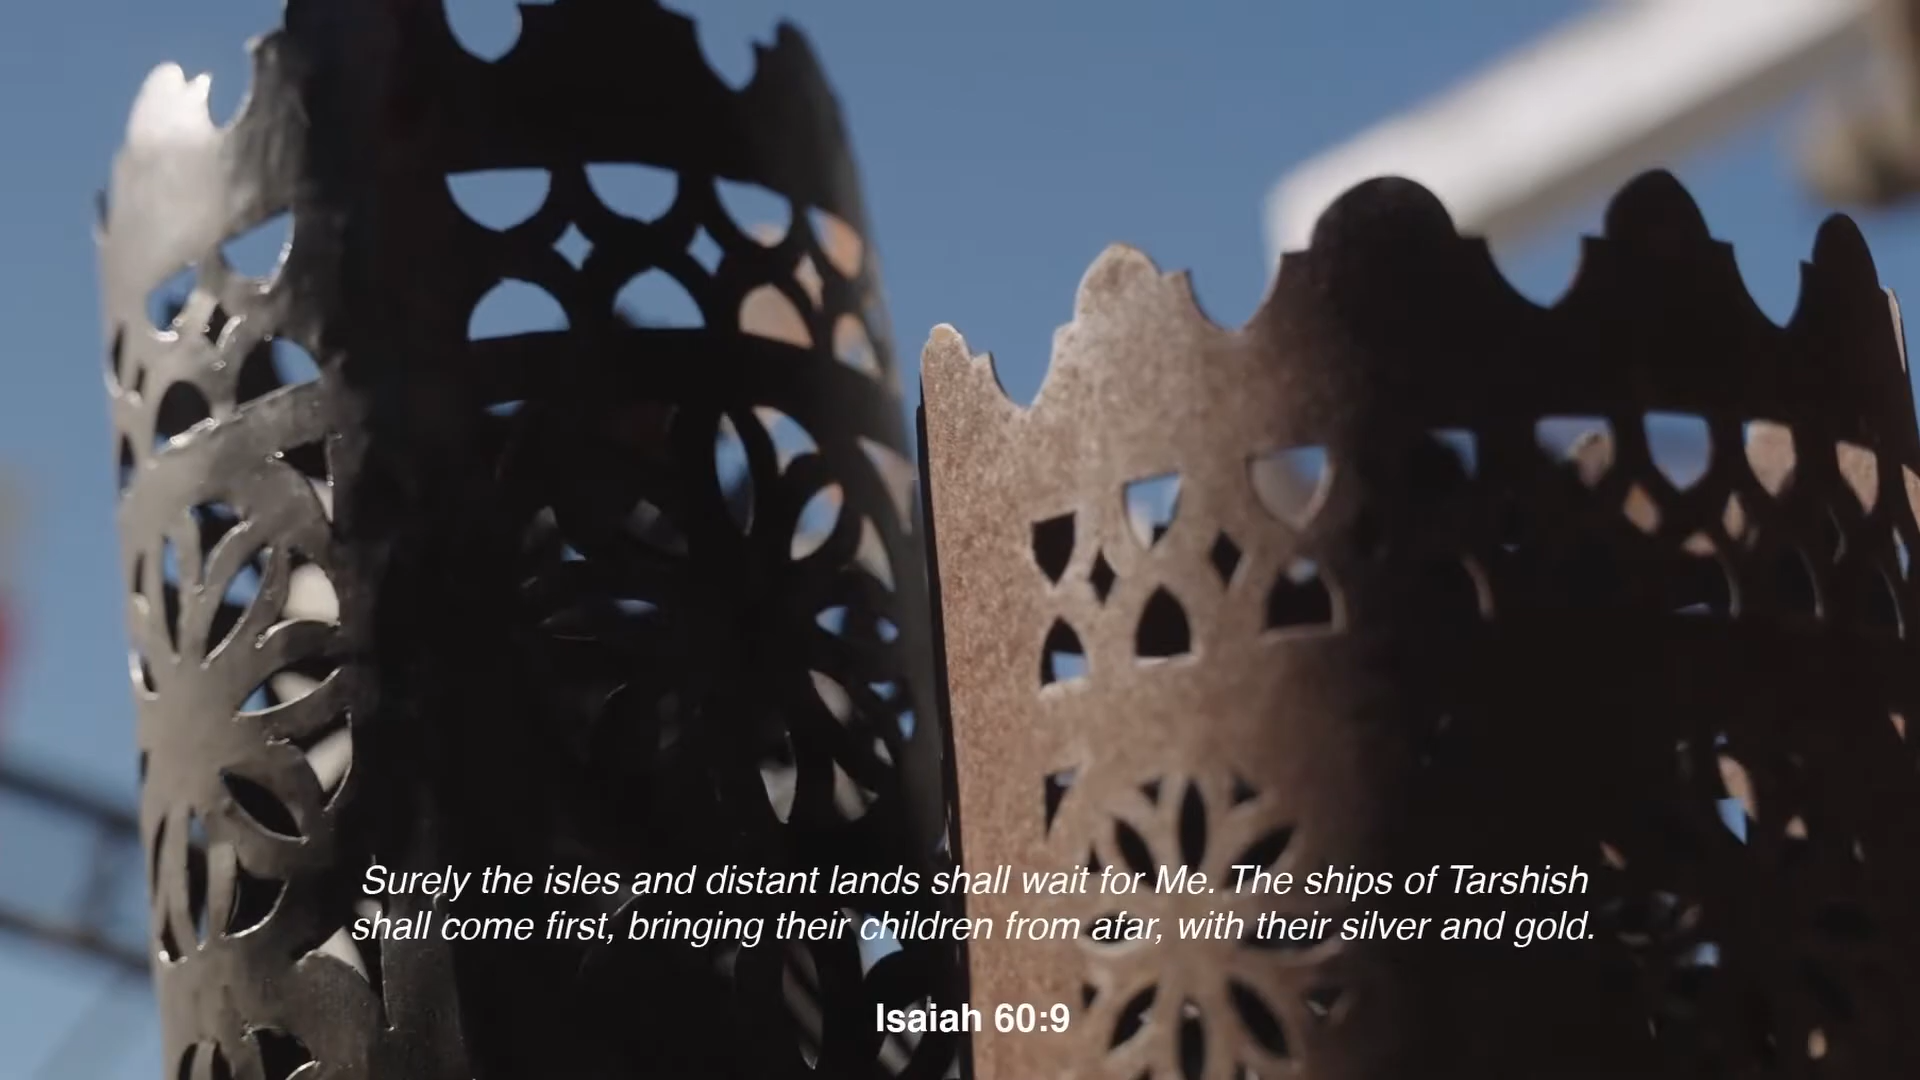 Surely the isles and distant lands shall wait for Me. The ships of Tarshish
shall come first, bringing their children from afar, with their silver and gold.
Isaiah 60:9